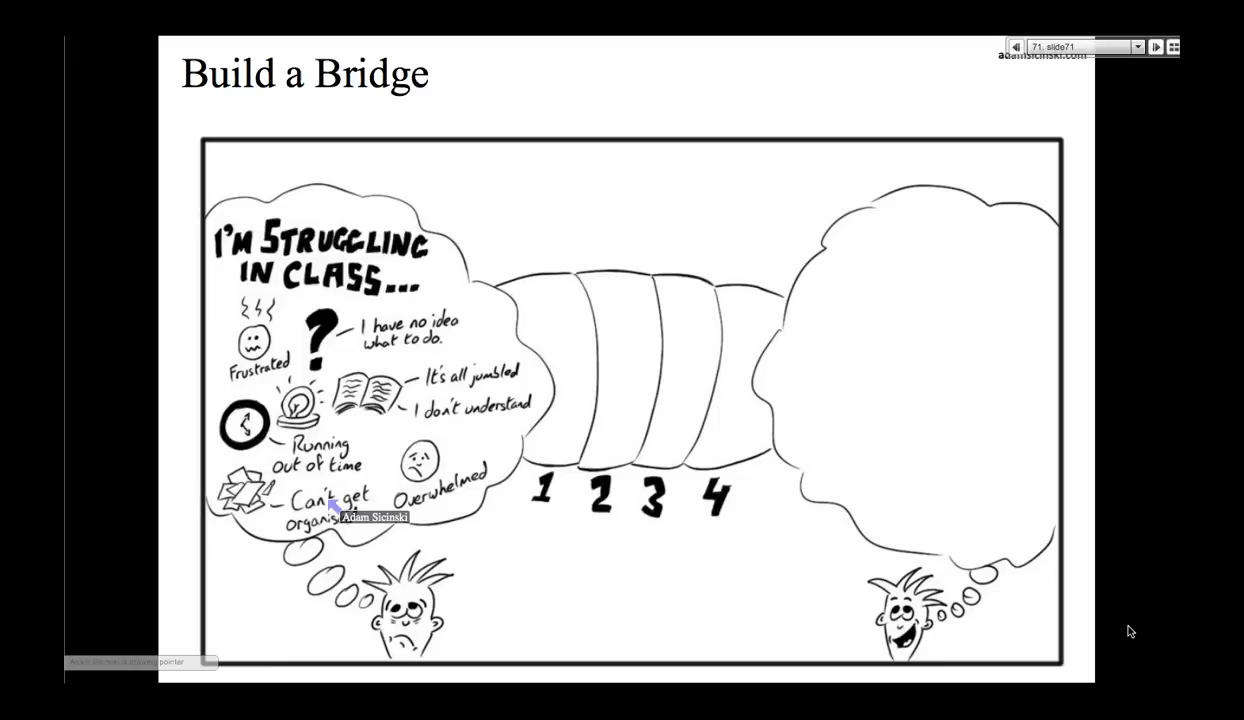 71. slide71
adamsicinski.com
Build a Bridge
I'M STRUGGLING
IN CLASS...
I have no idea
what to do.
Frustrated
It's all jumbled
I don't understand
Running
out of time
Overwhelmed
Can't get
Adam Sicinski
1 2 3 4